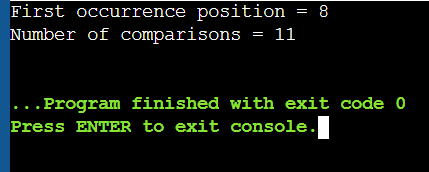 First occurrence position = 8
Number of comparisons = 11
...Program finished with exit code 0
Press ENTER to exit console.